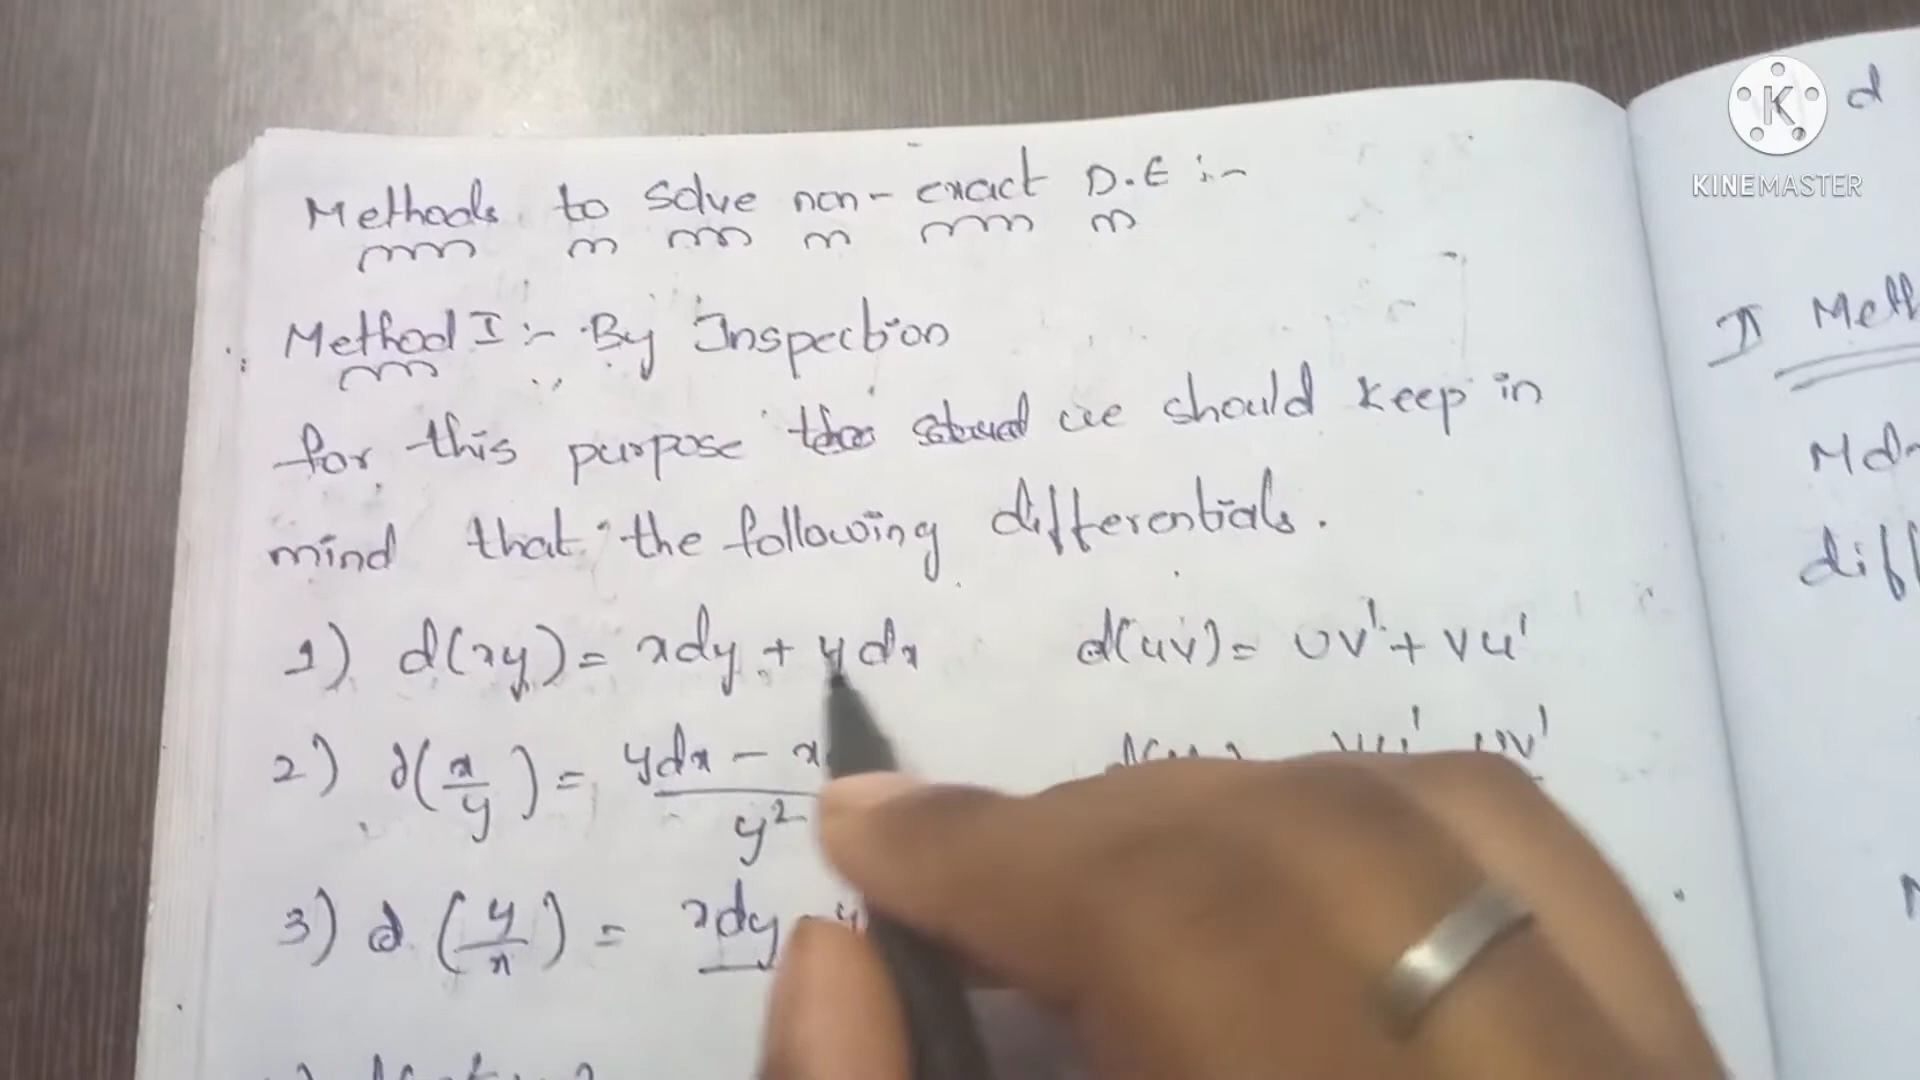 Methods to solve non-exact D.E :-
Method I :- By Inspection
for this purpose we should keep in
mind that the following differentials.
1) d(xy) = xdy + ydx d(uv) = uv' + vu'
2) d(x/y) = ydx - x / y²
3) d(y/x) = xdy - y
KINEMASTER
d
II Meth
Md
diff